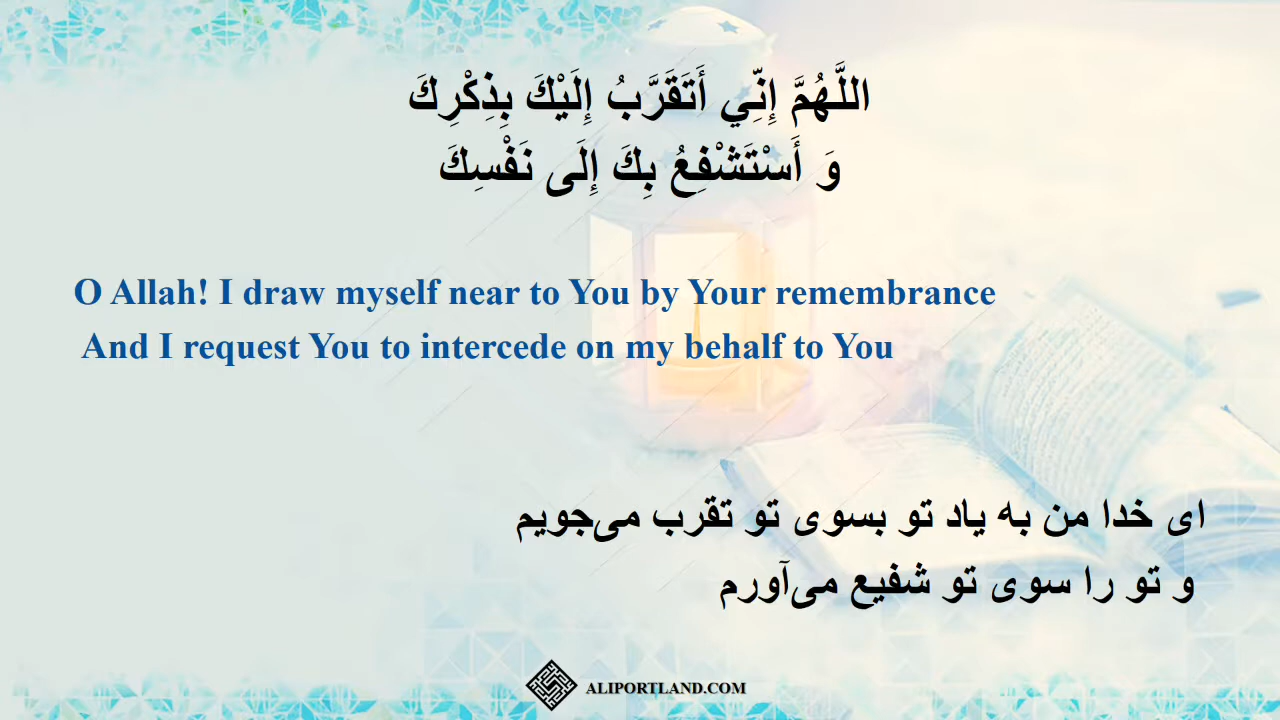 اللَّهُمَّ إِنِّي أَتَقَرَّبُ إِلَيْكَ بِذِكْرِكَ
وَ أَسْتَشْفِعُ بِكَ إِلَى نَفْسِكَ
O Allah! I draw myself near to You by Your remembrance
And I request You to intercede on my behalf to You
ای خدا من به یاد تو بسوی تو تقرب می‌جویم
و تو را سوی تو شفیع می‌آورم
ALIPORTLAND.COM